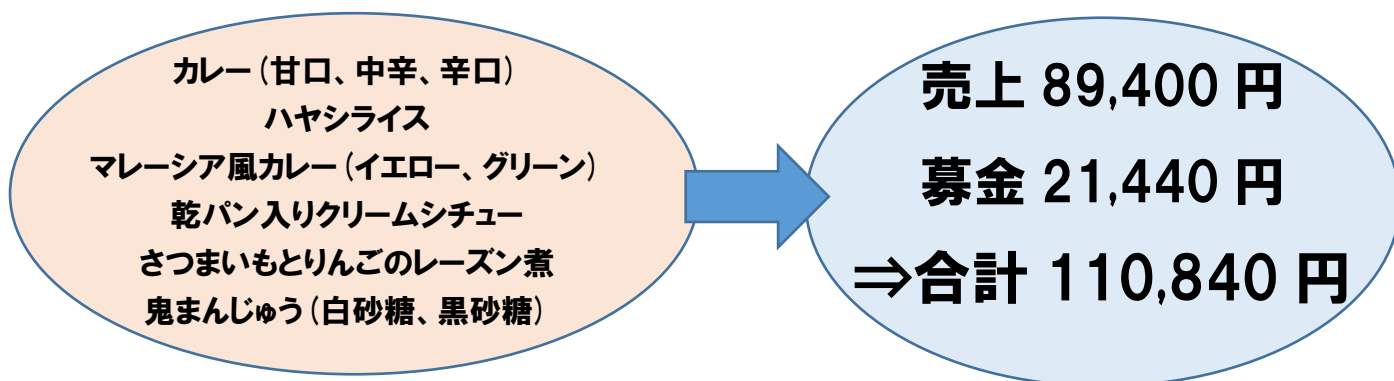 カレー（甘口、中辛、辛口）
ハヤシライス
マレーシア風カレー（イエロー、グリーン）
乾パン入りクリームシチュー
さつまいもとりんごのレーズン煮
鬼まんじゅう（白砂糖、黒砂糖）
売上 89,400 円
募金 21,440 円
⇒合計 110,840 円